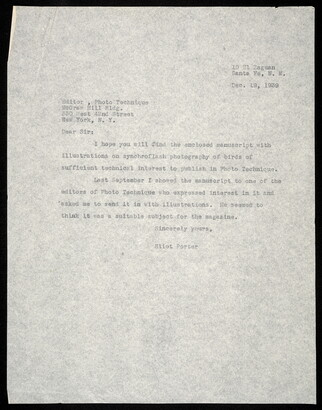 10 El Zaguan
Santa Fe, N. M.
Dec. 19, 1939
Editor, Photo Technique
McGraw Hill Bldg.
330 West 42nd Street
New York, N. Y.
Dear Sir:
I hope you will find the enclosed manuscript with
illustrations on synchroflash photography of birds of
sufficient technical interest to publish in Photo Technique.
Last September I showed the manuscript to one of the
editors of Photo Technique who expressed interest in it and
asked me to send it in with illustrations. He seemed to
think it was a suitable subject for the magazine.
Sincerely yours,
Eliot Porter